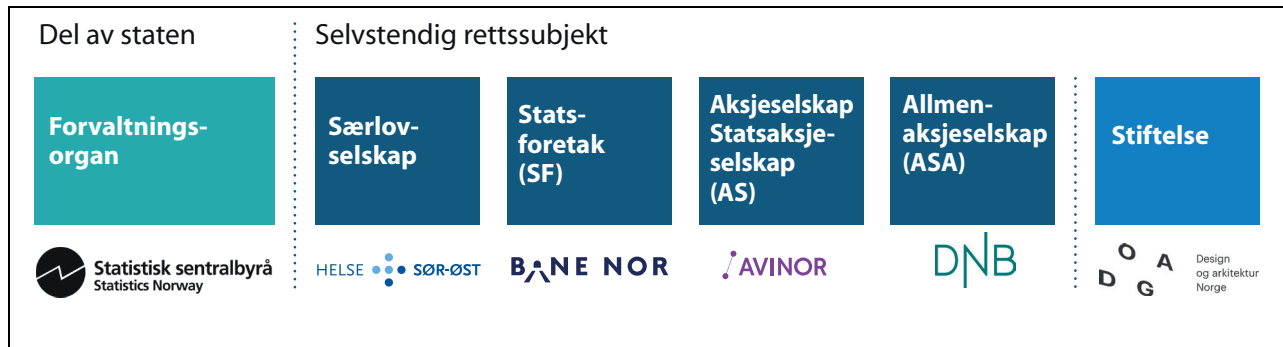 Del av staten
Selvstendig rettssubjekt
Forvaltnings-
organ
Særlov-
selskap
Stats-
foretak
(SF)
Aksjeselskap
Statsaksje-
selskap
(AS)
Allmen-
aksjeselskap
(ASA)
Stiftelse
Statistisk sentralbyrå
Statistics Norway
HELSE SØR-ØST
BANE NOR
AVINOR
DNB
DOGA
Design
og arkitektur
Norge